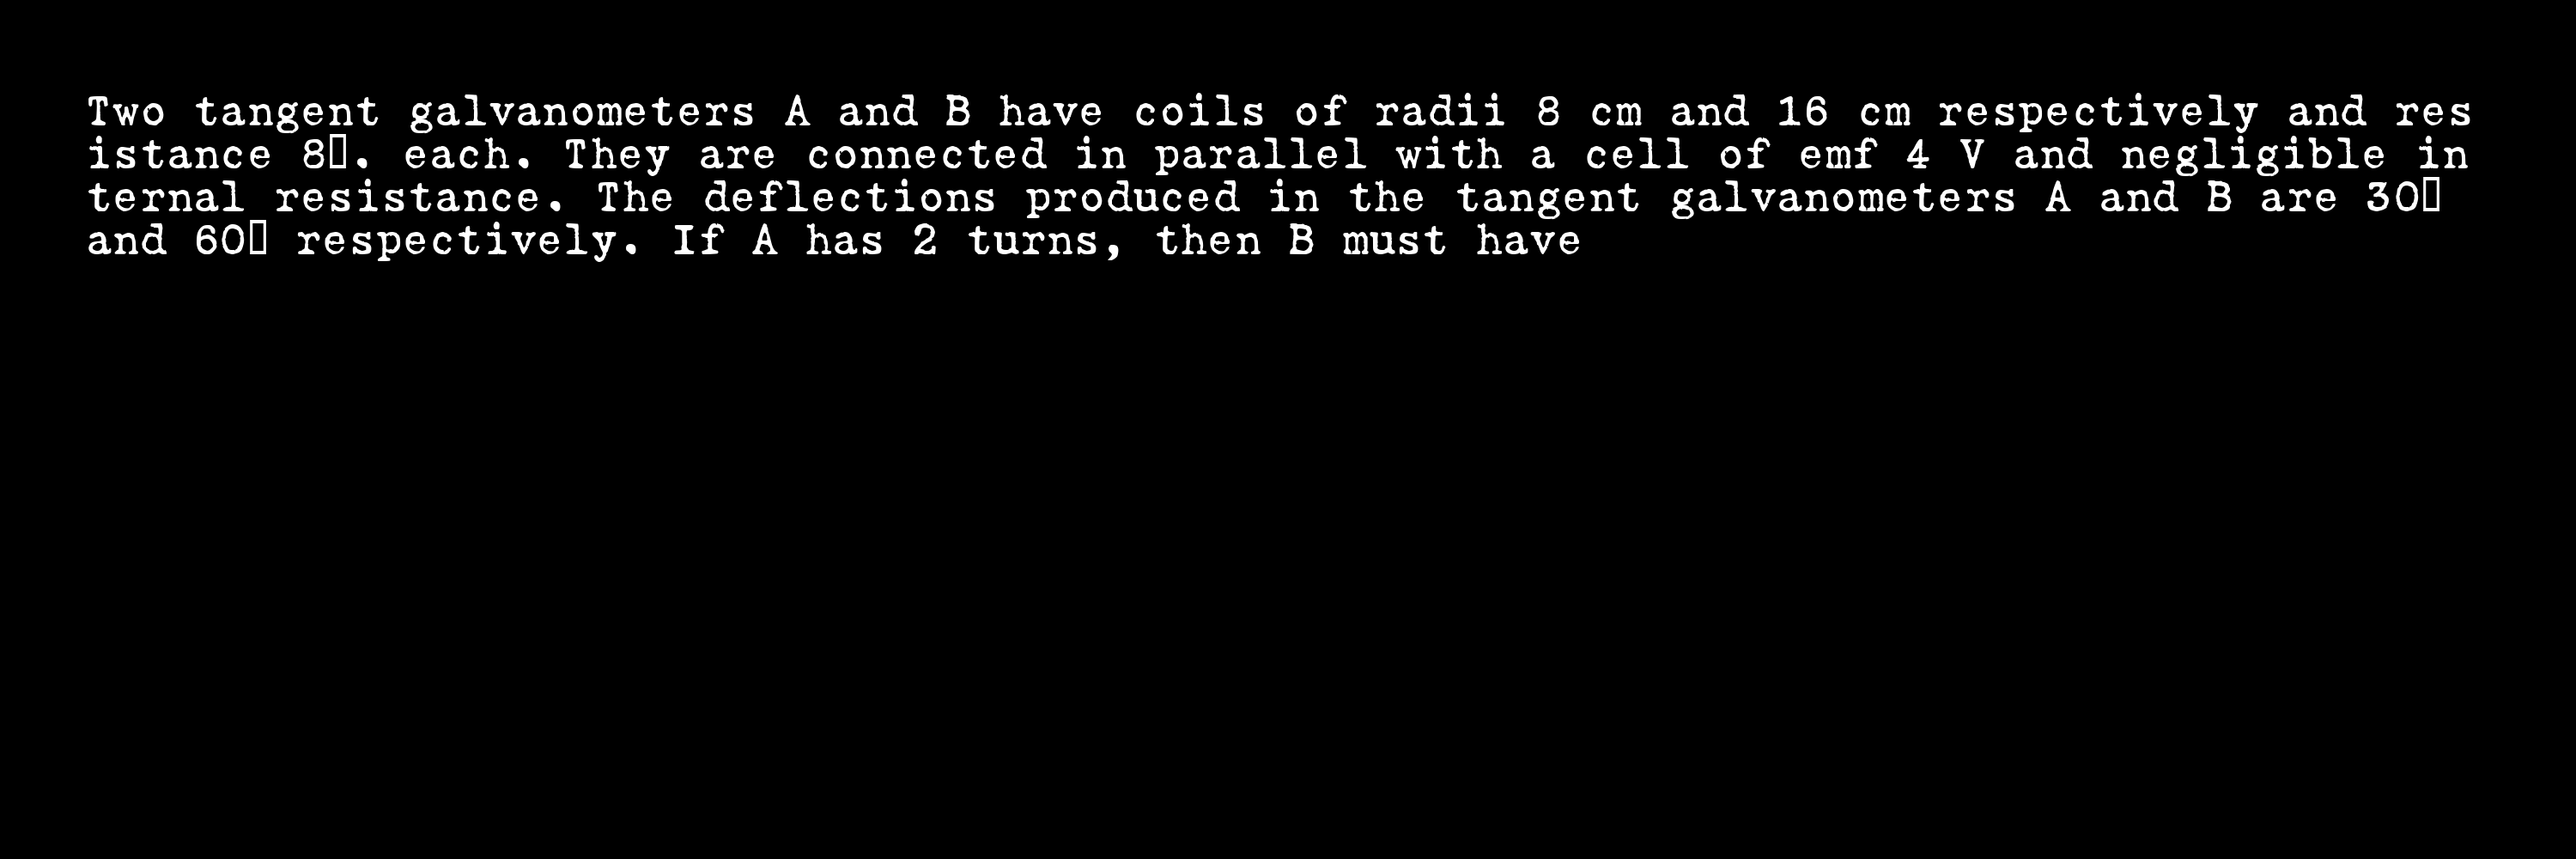 Two tangent galvanometers A and B have coils of radii 8 cm and 16 cm respectively and res
istance 8▯. each. They are connected in parallel with a cell of emf 4 V and negligible in
ternal resistance. The deflections produced in the tangent galvanometers A and B are 30▯
and 60▯ respectively. If A has 2 turns, then B must have